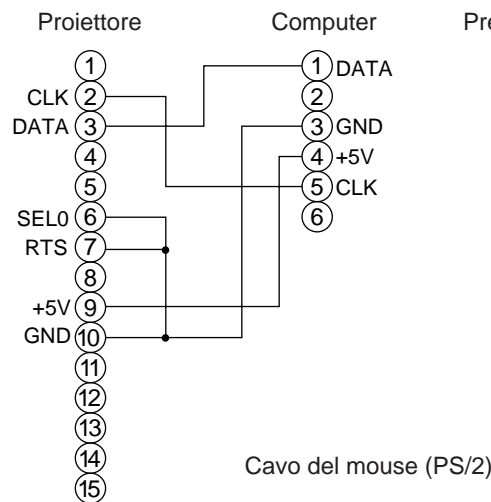 Proiettore Computer Pre
1 1 DATA
CLK 2 2
DATA 3 3 GND
4 4 +5V
5 5 CLK
SEL0 6 6
RTS 7
8
+5V 9
GND 10
11
12
13
14
15
Cavo del mouse (PS/2)